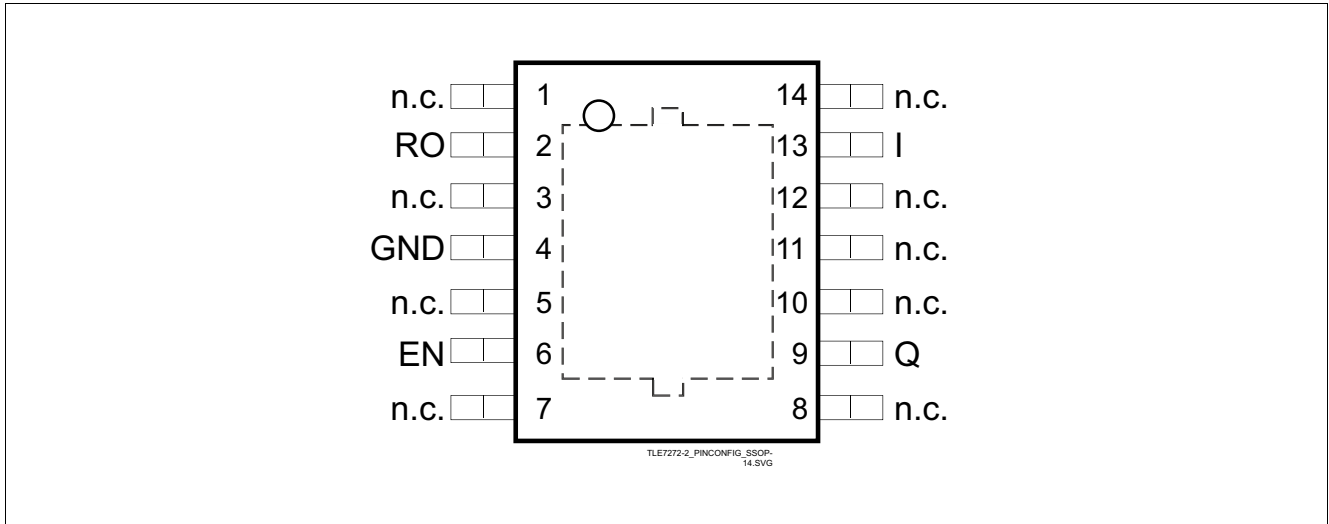 n.c. 1 14 n.c.
RO 2 13 I
n.c. 3 12 n.c.
GND 4 11 n.c.
n.c. 5 10 n.c.
EN 6 9 Q
n.c. 7 8 n.c.
TLE7272-2_PINCONFIG_SSOP-
14.SVG